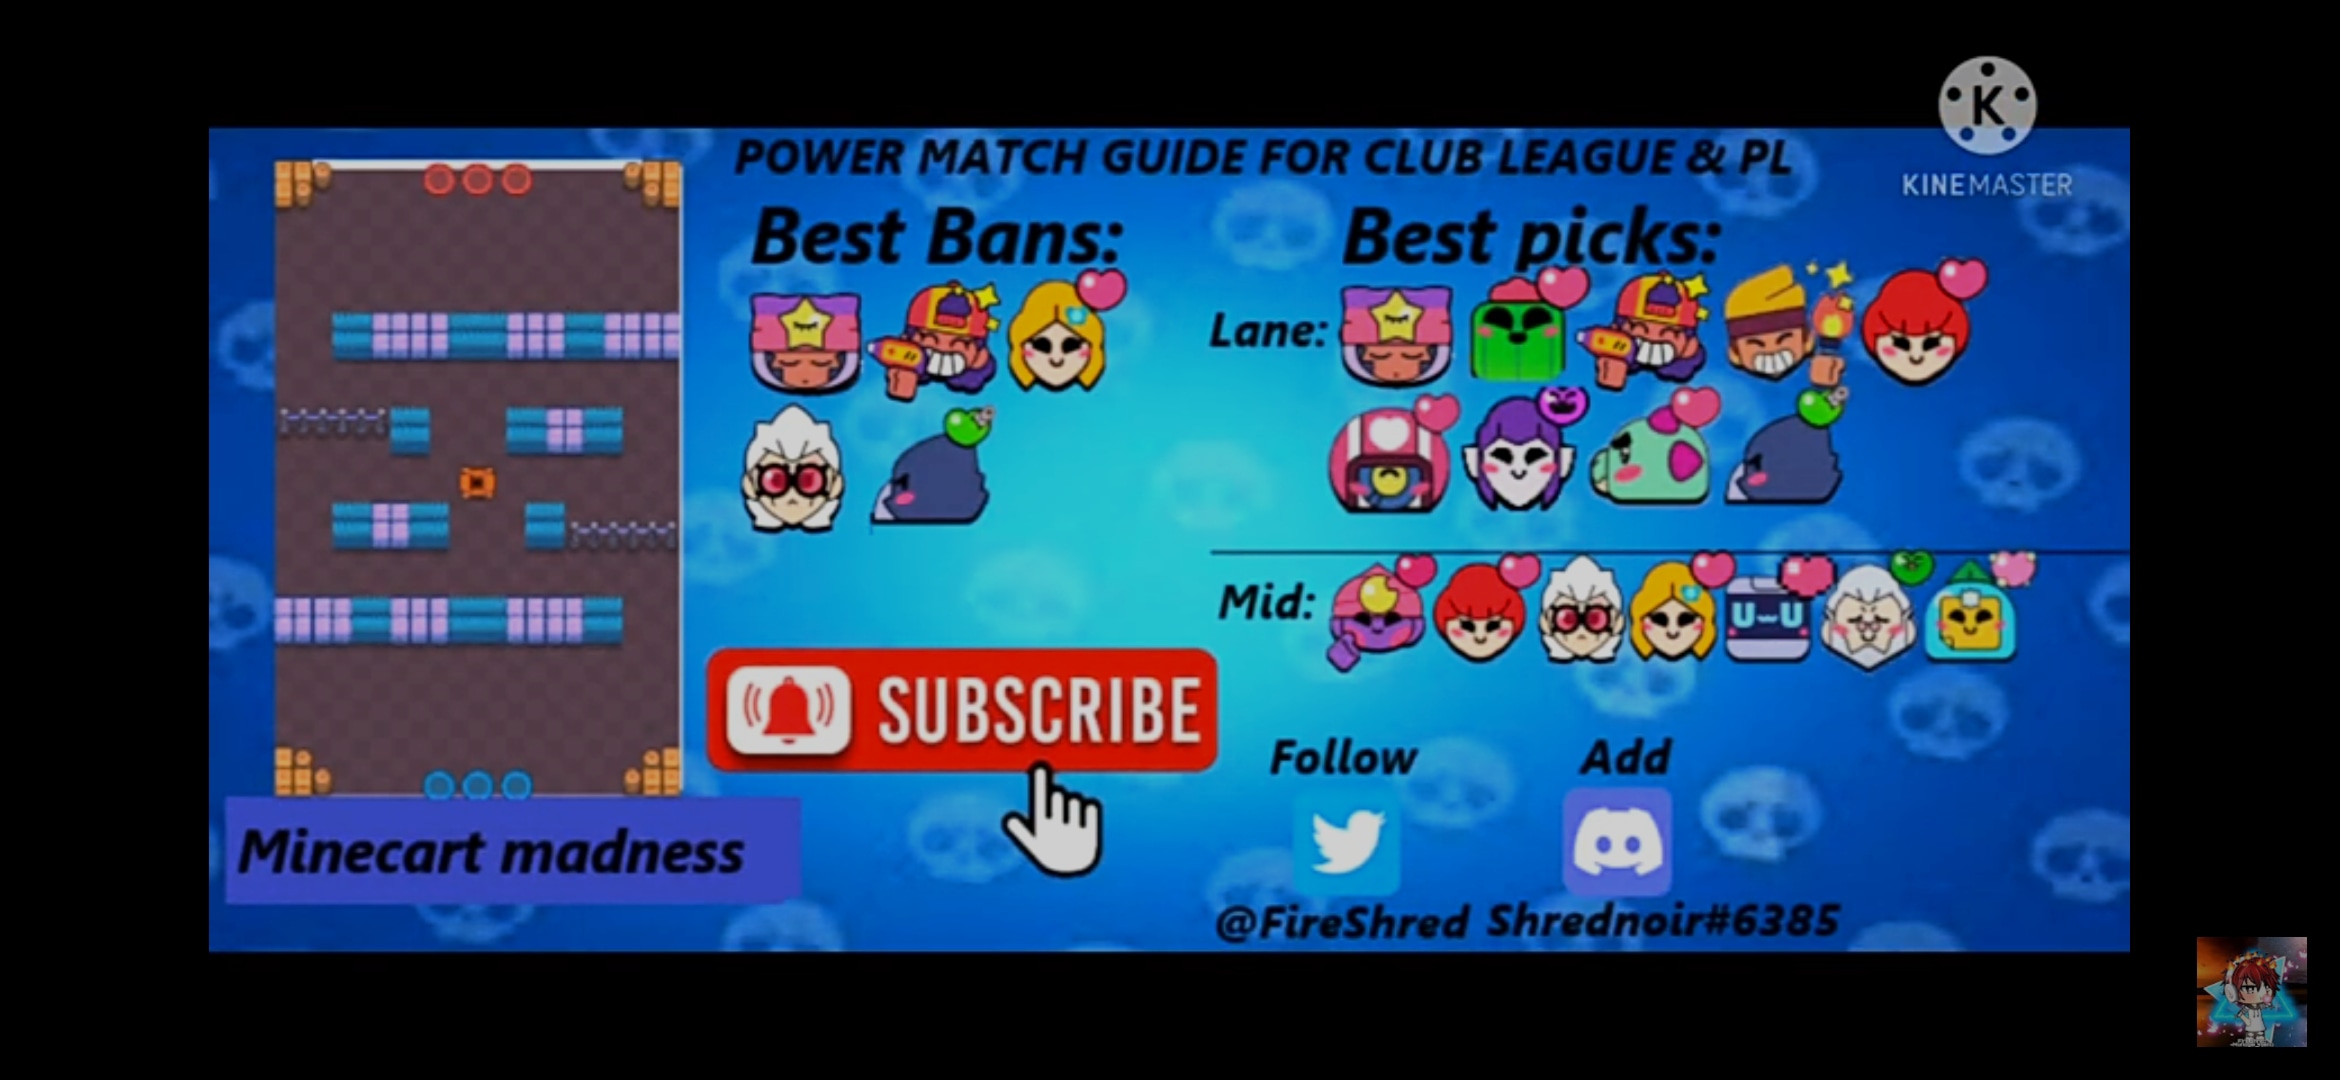 K
KINEMASTER
POWER MATCH GUIDE FOR CLUB LEAGUE & PL
Best Bans:
Best picks:
Lane:
Mid:
U~U
SUBSCRIBE
Follow
Add
Minecart madness
@FireShred
Shrednoir#6385